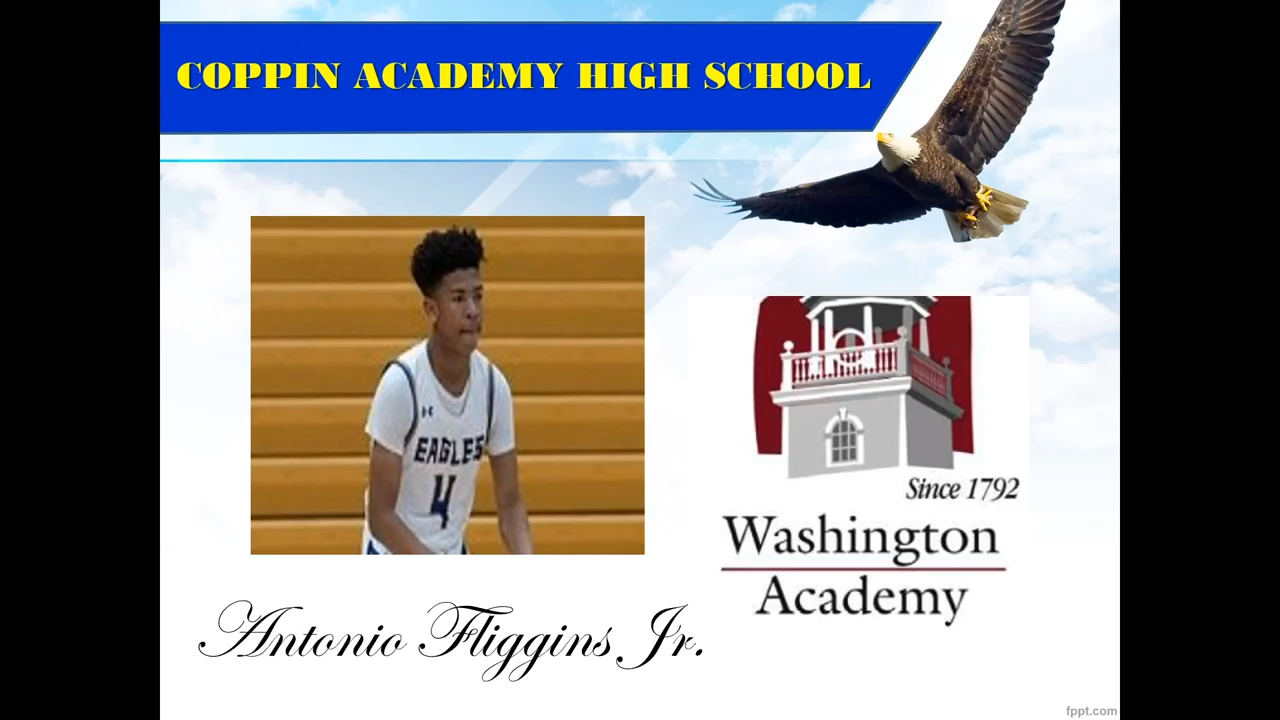 COPPIN ACADEMY HIGH SCHOOL
EAGLES
4
Since 1792
Washington
Academy
Antonio Fliggins Jr.
fppt.com